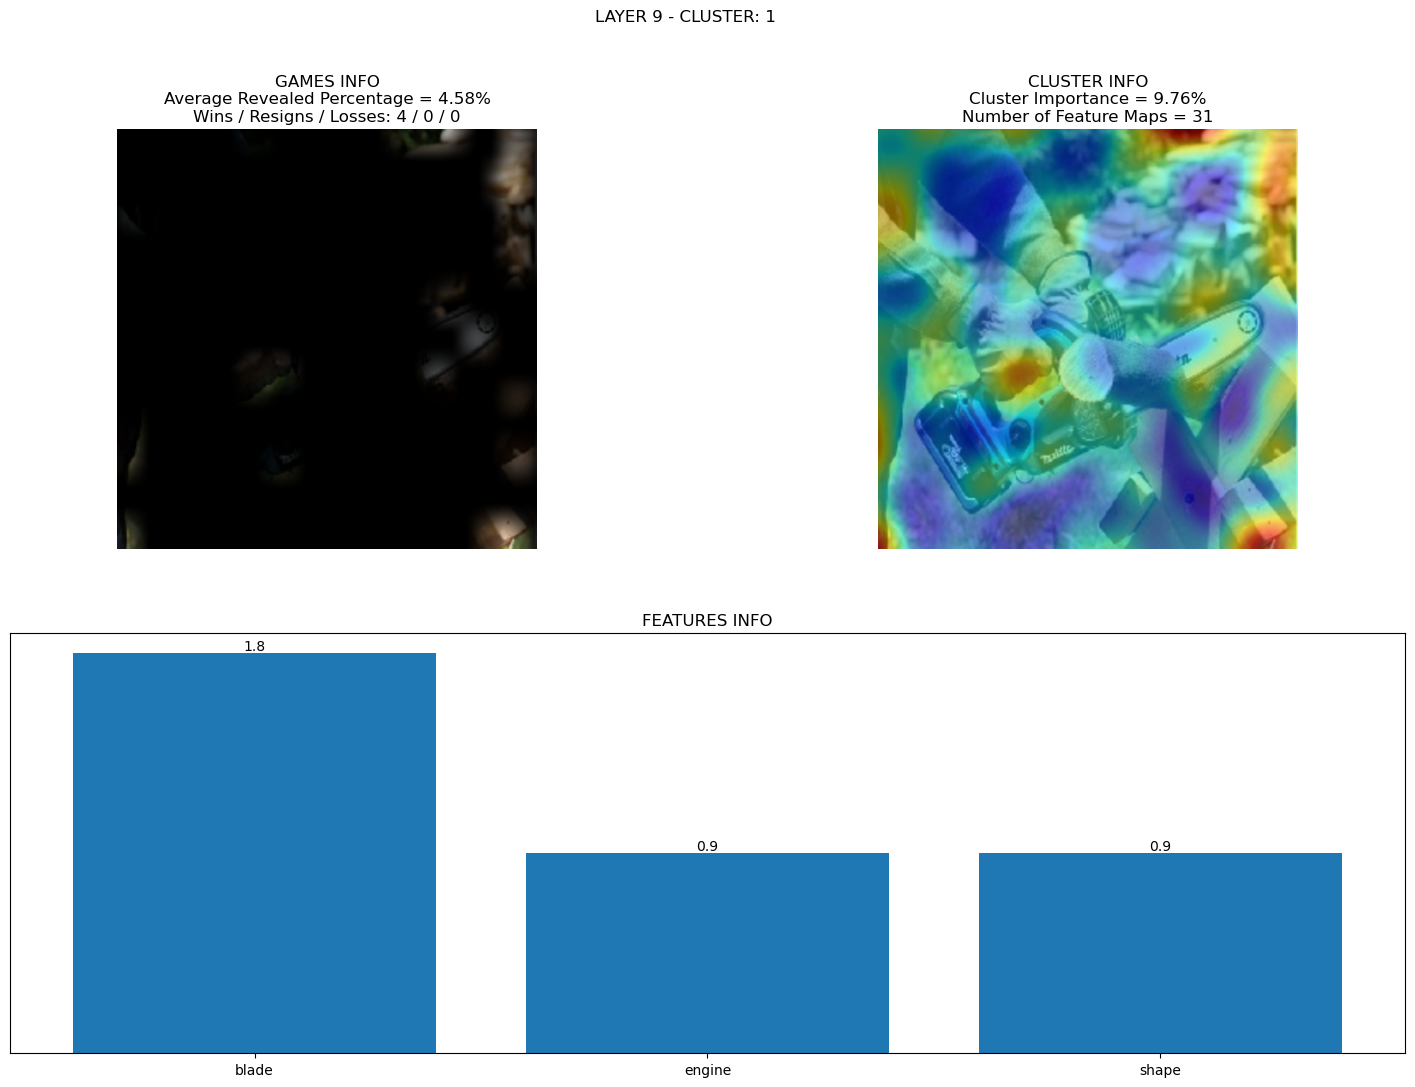 LAYER 9 - CLUSTER: 1
GAMES INFO
Average Revealed Percentage = 4.58%
Wins / Resigns / Losses: 4 / 0 / 0
CLUSTER INFO
Cluster Importance = 9.76%
Number of Feature Maps = 31
FEATURES INFO
1.8
0.9
0.9
blade
engine
shape